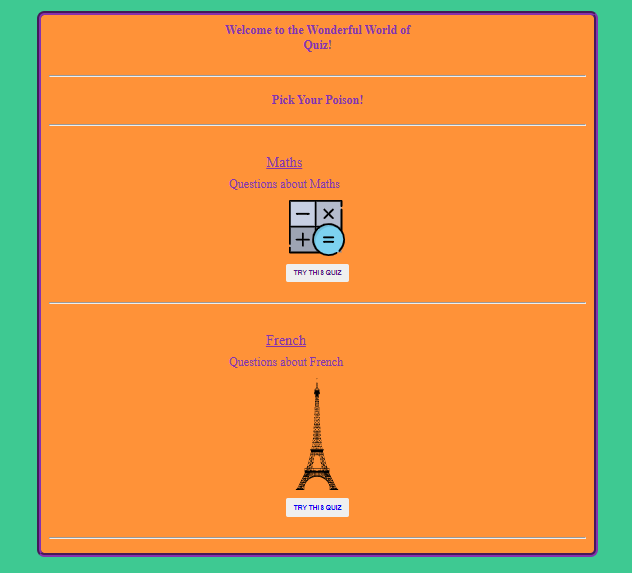 Welcome to the Wonderful World of
Quiz!
Pick Your Poison!
Maths
Questions about Maths
TRY THIS QUIZ
French
Questions about French
TRY THIS QUIZ